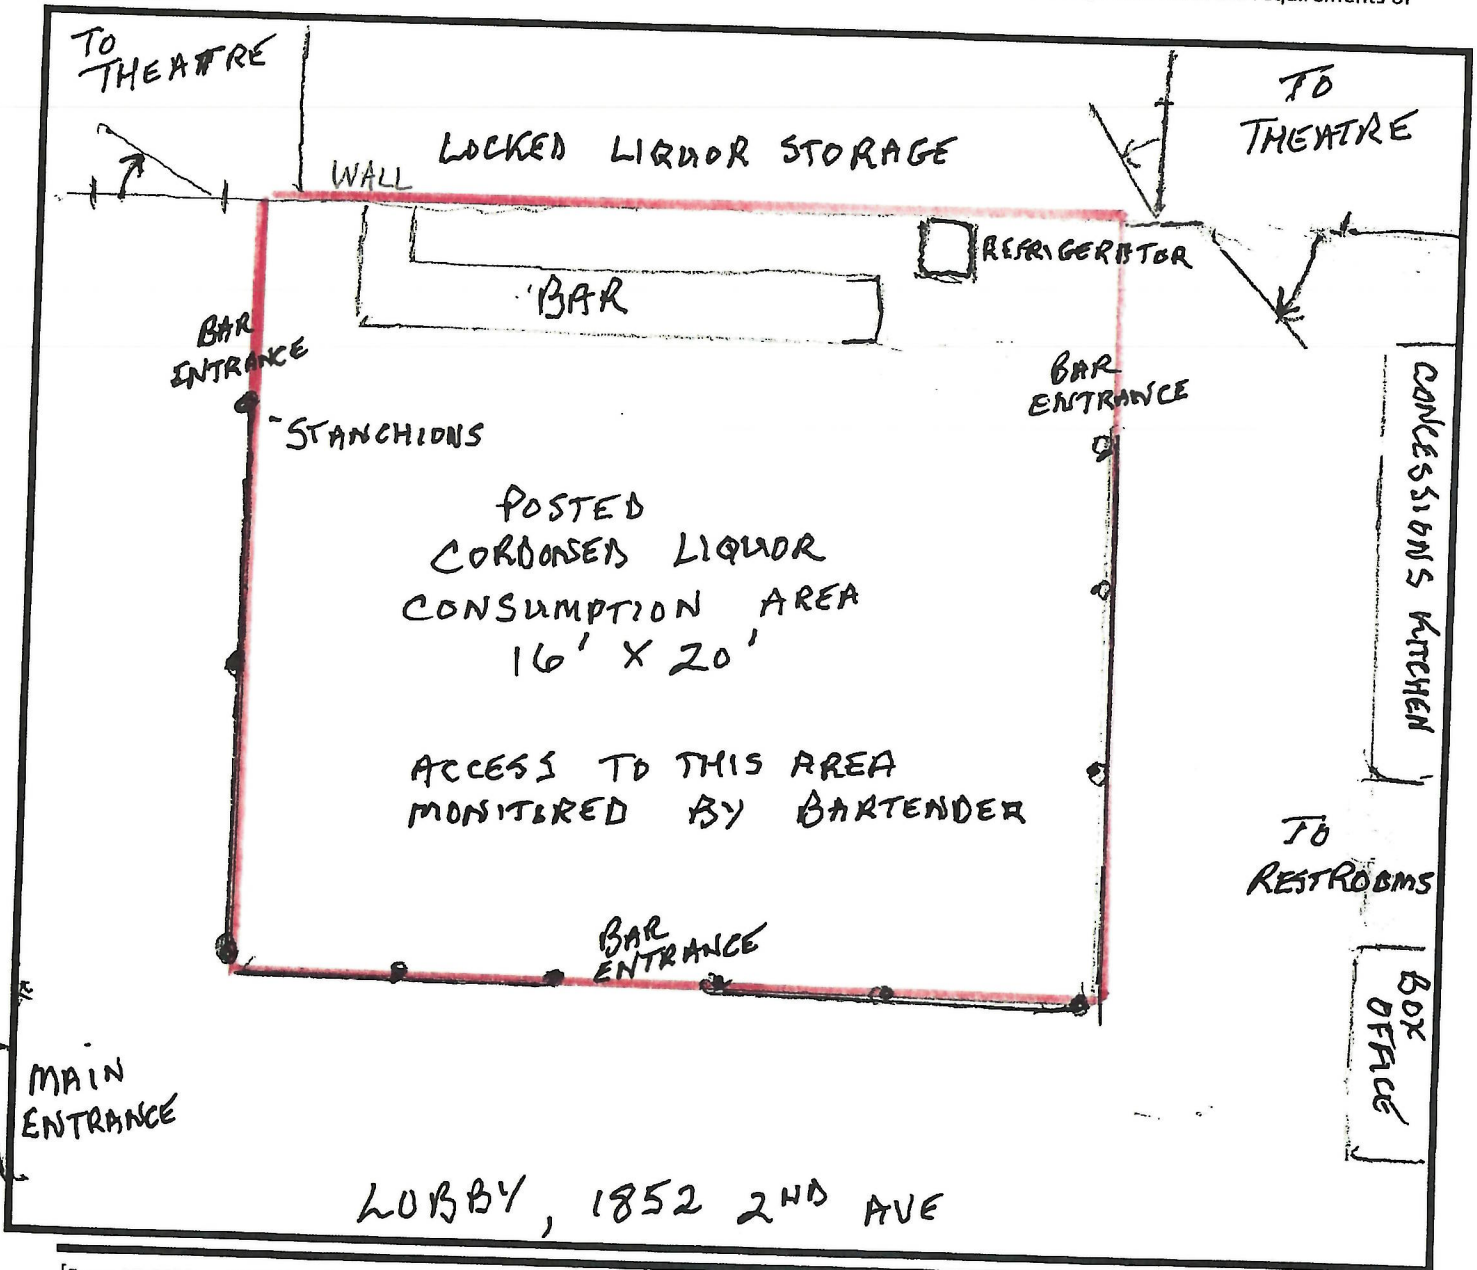 TO
THEATRE
TO
THEATRE
LOCKED LIQUOR STORAGE
WALL
REFRIGERATOR
BAR
BAR
ENTRANCE
BAR
ENTRANCE
STANCHIONS
CONCESSIONS KITCHEN
POSTED
CORDONED LIQUOR
CONSUMPTION AREA
16' X 20'
ACCESS TO THIS AREA
MONITORED BY BARTENDER
TO
RESTROOMS
BAR
ENTRANCE
BOX
OFFICE
MAIN
ENTRANCE
LOBBY, 1852 2ND AVE